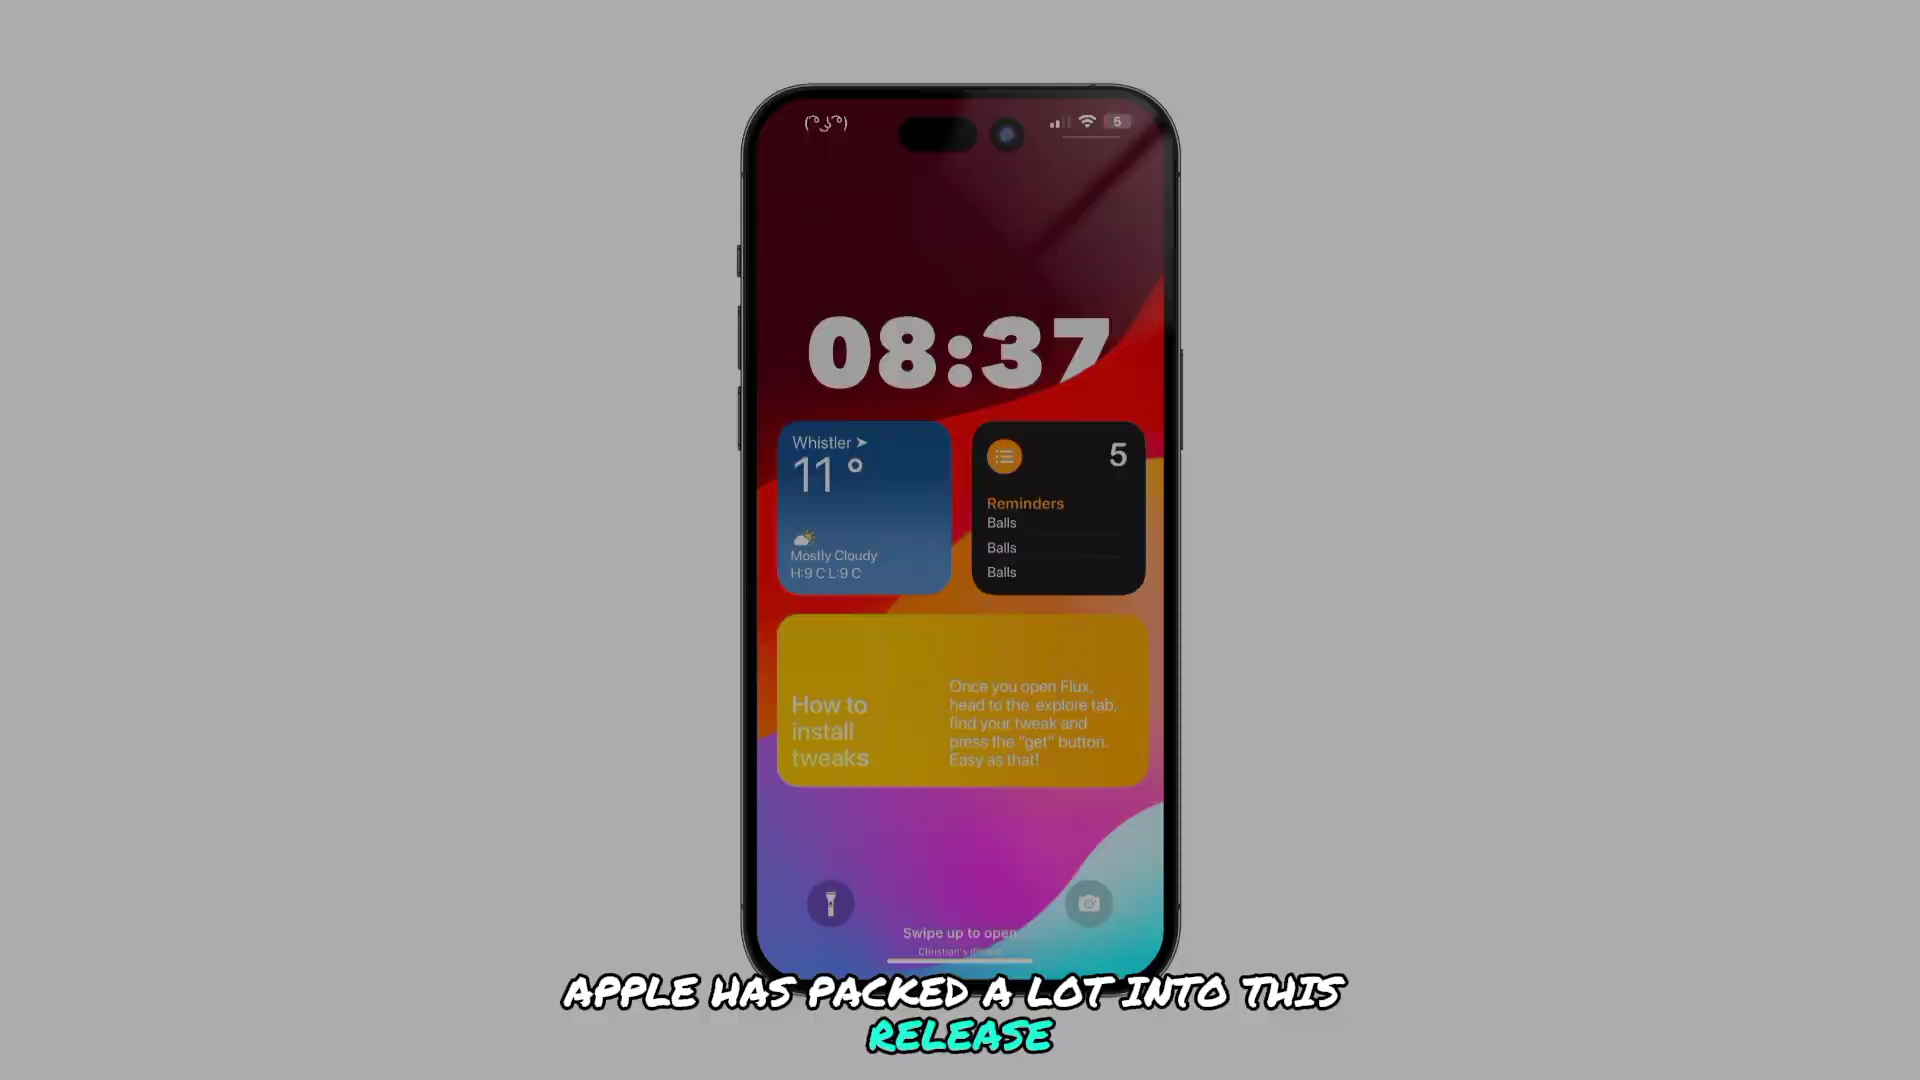 ( ͡° ͜ʖ ͡°)
5
08:37
Whistler
11°
Mostly Cloudy
H:9 C L:9 C
5
Reminders
Balls
Balls
Balls
How to
install
tweaks
Once you open Flux,
head to the explore tab,
find your tweak and
press the "get" button.
Easy as that!
Swipe up to open
Christian's
APPLE HAS PACKED A LOT INTO THIS
RELEASE